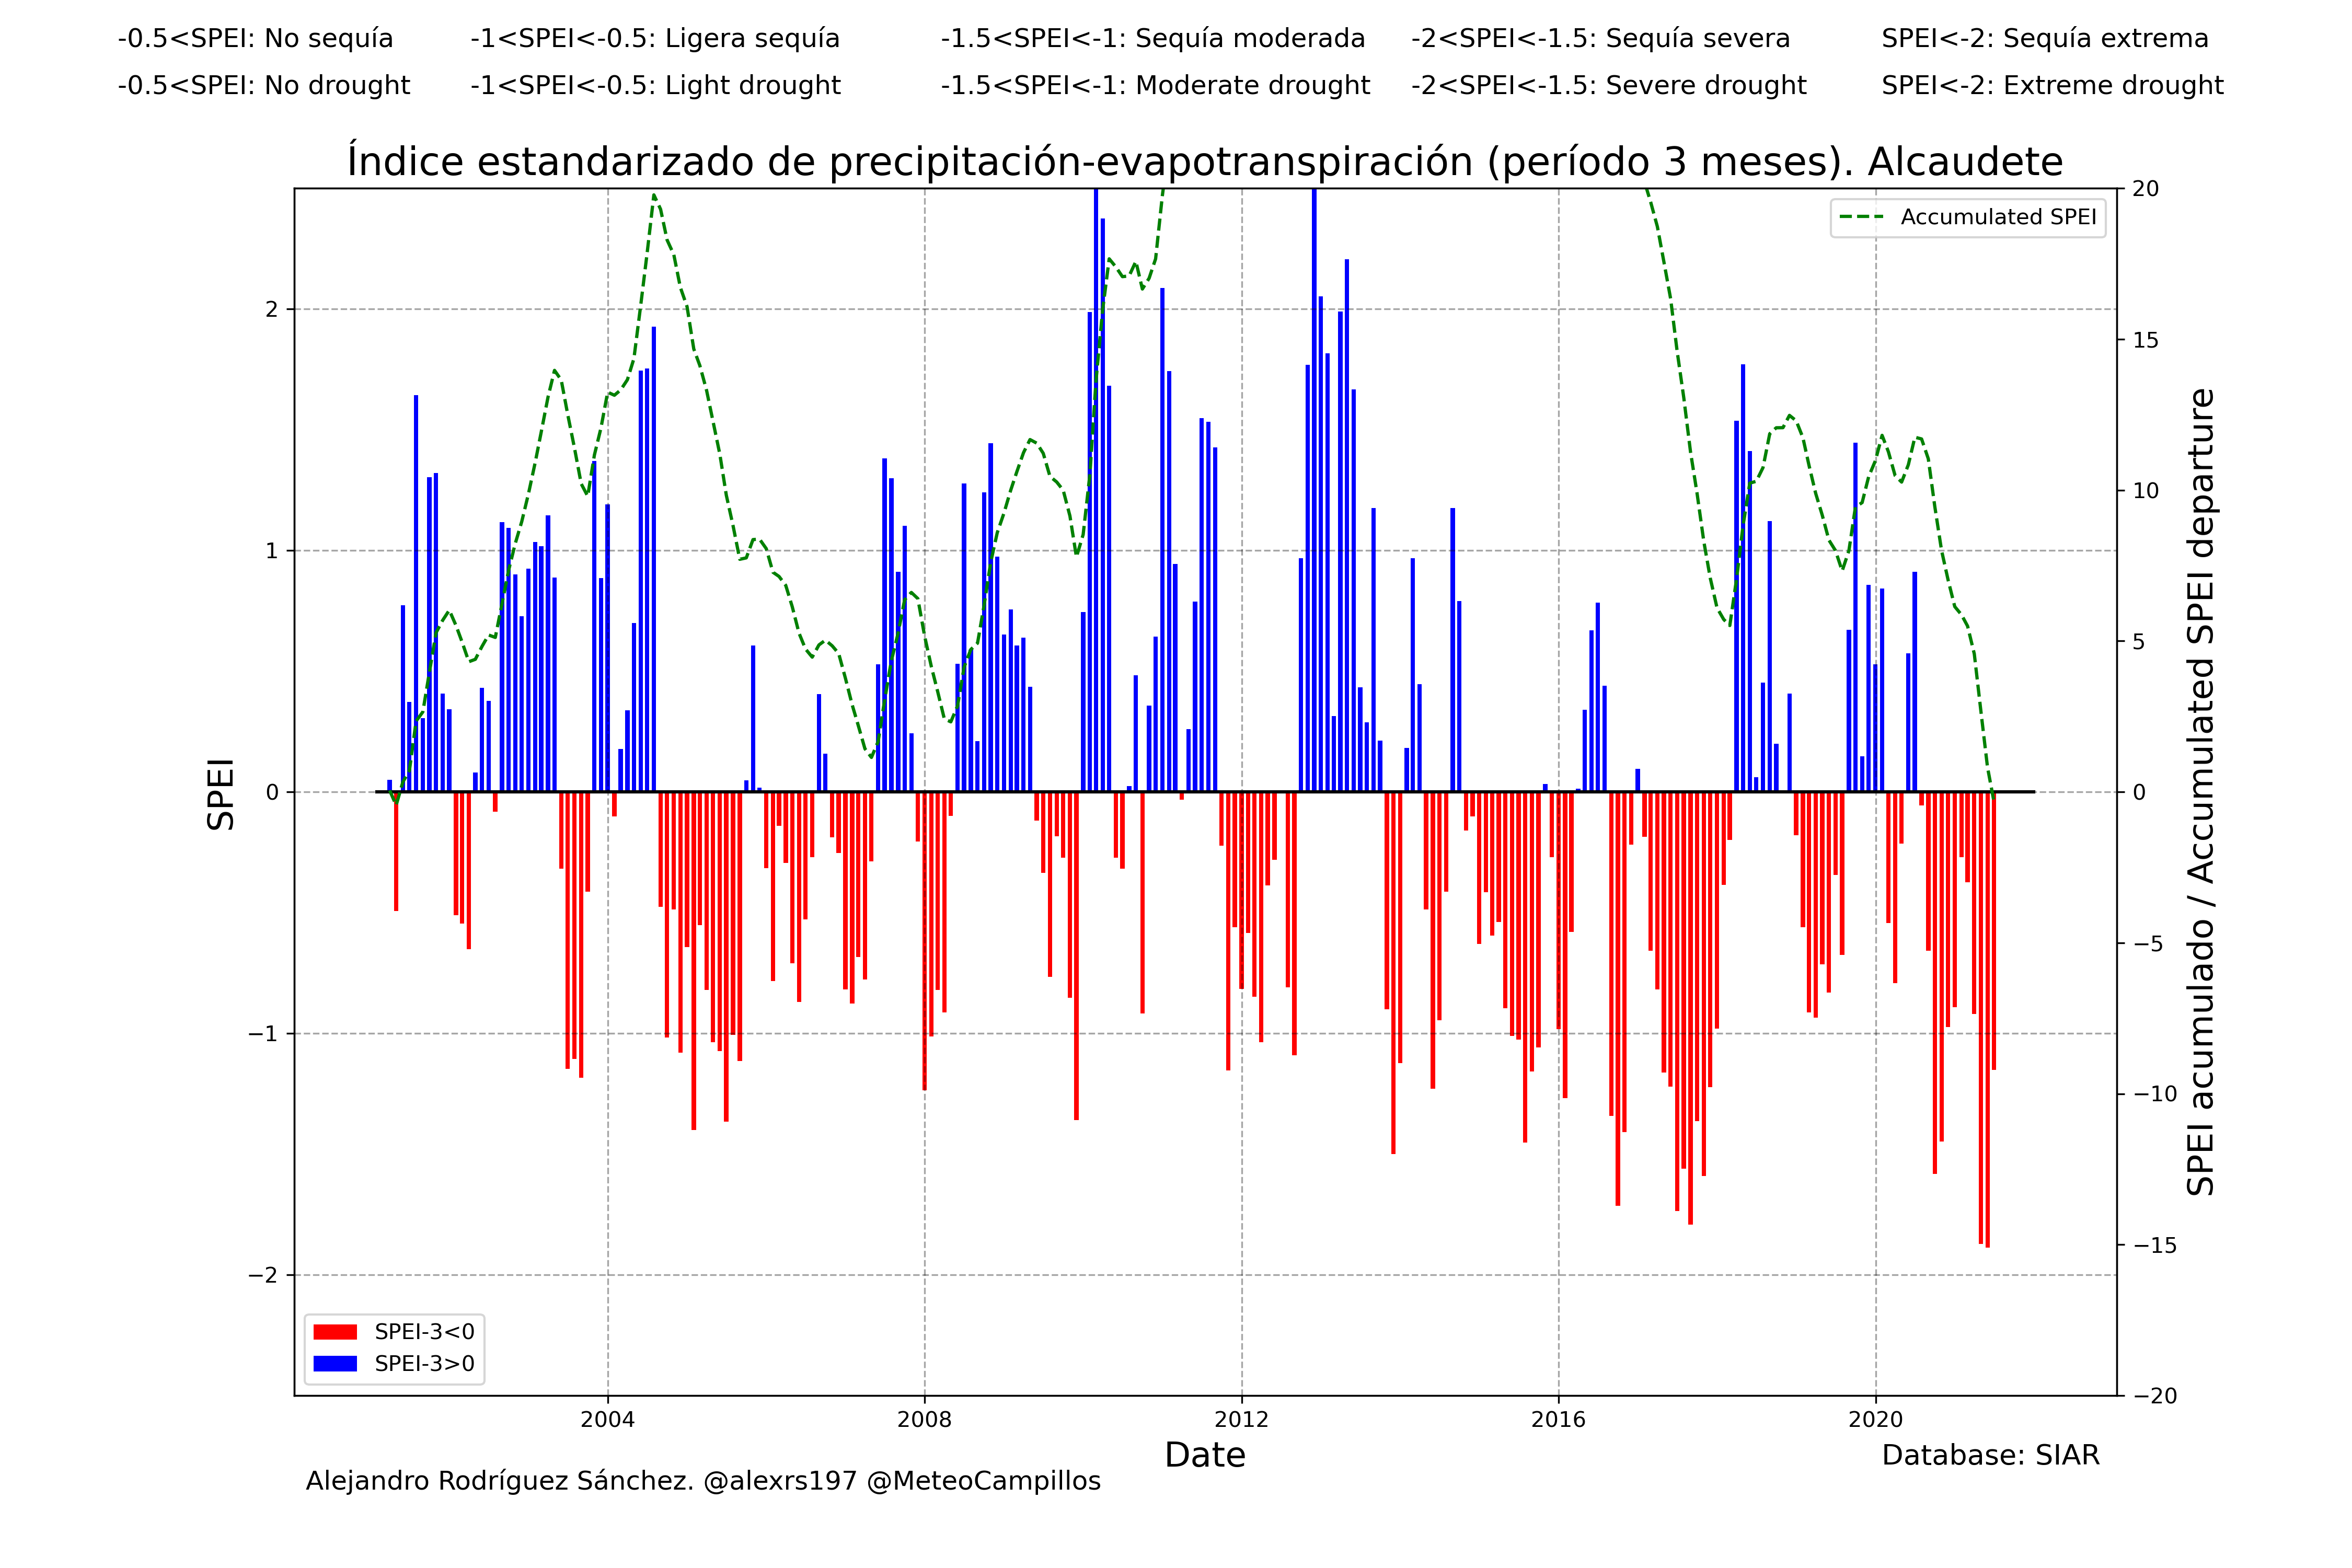 -0.5<SPEI: No sequía -1<SPEI<-0.5: Ligera sequía -1.5<SPEI<-1: Sequía moderada -2<SPEI<-1.5: Sequía severa SPEI<-2: Sequía extrema
-0.5<SPEI: No drought -1<SPEI<-0.5: Light drought -1.5<SPEI<-1: Moderate drought -2<SPEI<-1.5: Severe drought SPEI<-2: Extreme drought
Índice estandarizado de precipitación-evapotranspiración (período 3 meses). Alcaudete
Accumulated SPEI
SPEI
2
1
0
−1
−2
20
15
10
5
0
−5
−10
−15
−20
SPEI acumulado / Accumulated SPEI departure
SPEI-3<0
SPEI-3>0
2004 2008 2012 2016 2020
Date
Database: SIAR
Alejandro Rodríguez Sánchez. @alexrs197 @MeteoCampillos